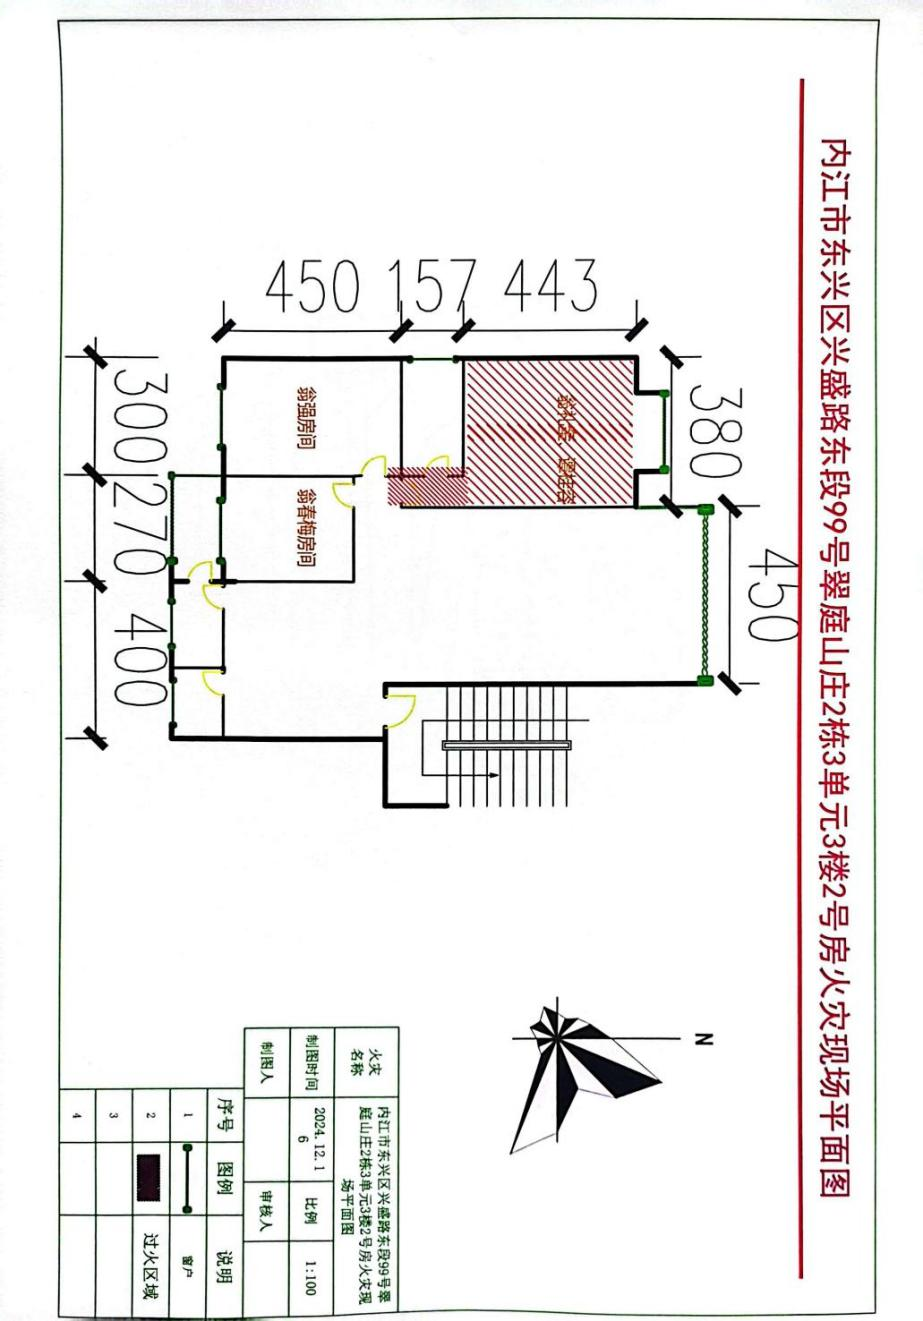 内江市东兴区兴盛路东段99号翠庭山庄2栋3单元3楼2号房火灾现场平面图
450
380
443
157
450
翁强房间
翁春梅房间
300
270
400
N
火灾名称
内江市东兴区兴盛路东段99号翠
庭山庄2栋3单元3楼2号房火灾现
场平面图
制图时间
2024.12.1
6
比例
1:100
制图人
审核人
序号
图例
说明
1
窗户
2
过火区域
3
4